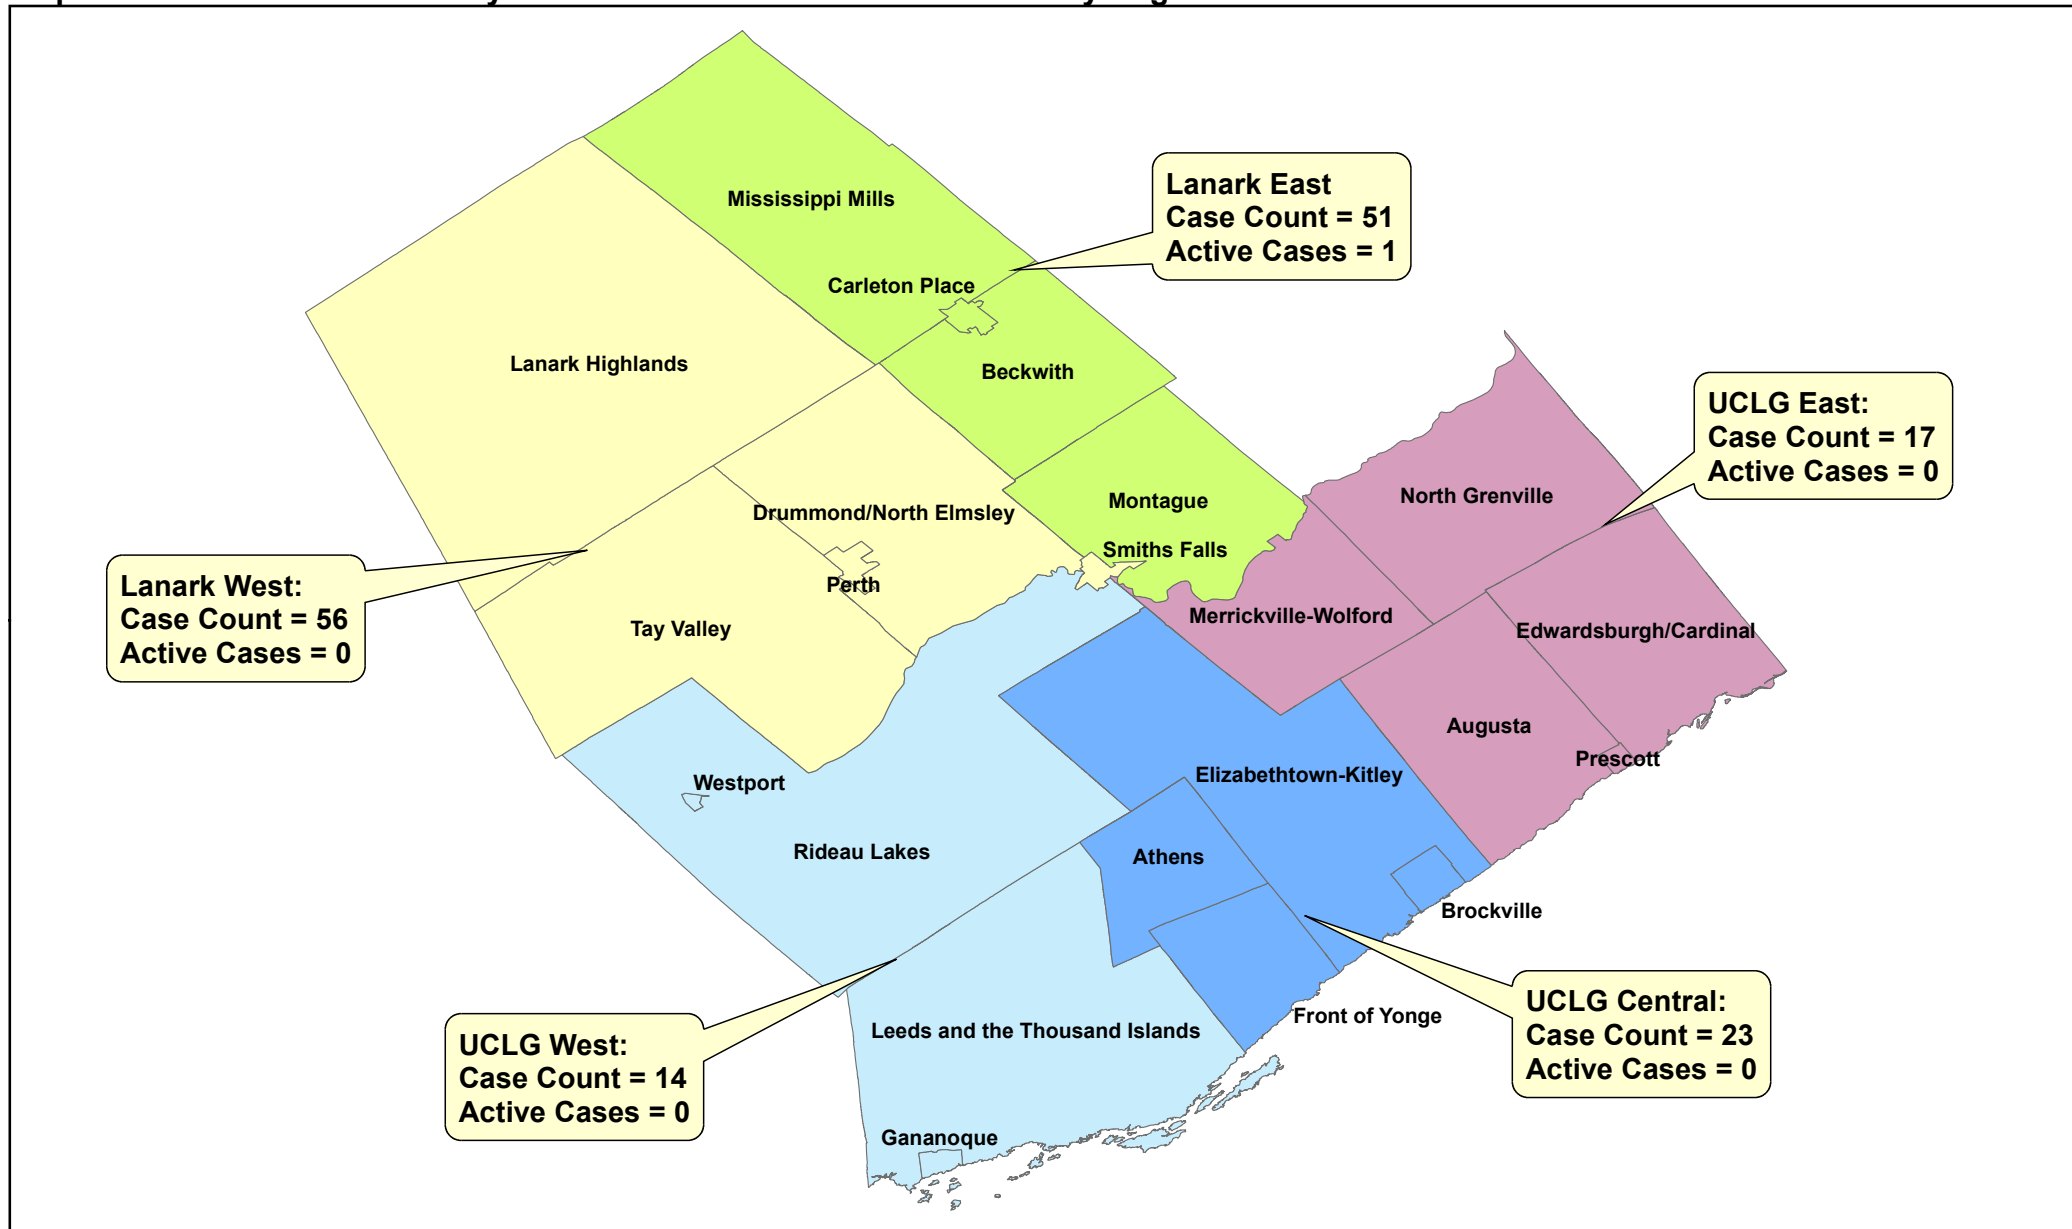 Mississippi Mills
Lanark East
Case Count = 51
Active Cases = 1
Carleton Place
Lanark Highlands
Beckwith
UCLG East:
Case Count = 17
Active Cases = 0
North Grenville
Montague
Drummond/North Elmsley
Smiths Falls
Perth
Lanark West:
Case Count = 56
Active Cases = 0
Tay Valley
Merrickville-Wolford
Edwardsburgh/Cardinal
Augusta
Prescott
Westport
Elizabethtown-Kitley
Rideau Lakes
Athens
Brockville
UCLG Central:
Case Count = 23
Active Cases = 0
Front of Yonge
Leeds and the Thousand Islands
UCLG West:
Case Count = 14
Active Cases = 0
Gananoque